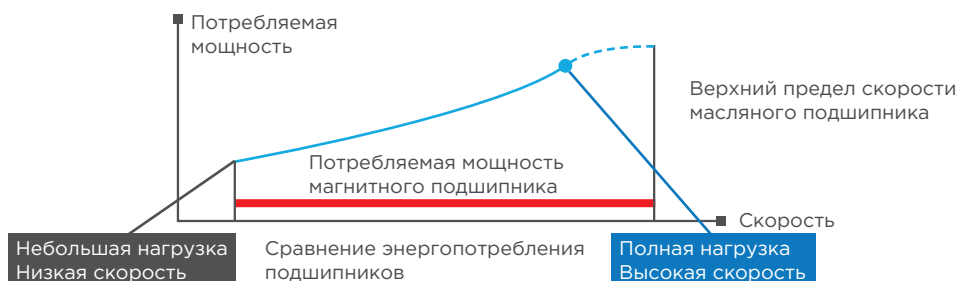 Потребляемая
мощность
Верхний предел скорости
масляного подшипника
Потребляемая мощность
магнитного подшипника
Скорость
Небольшая нагрузка
Низкая скорость
Сравнение энергопотребления
подшипников
Полная нагрузка
Высокая скорость